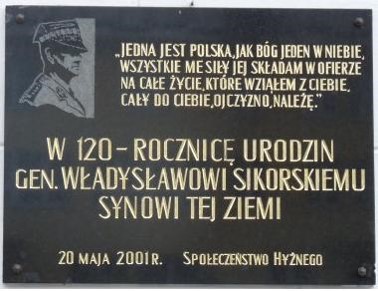 „JEDNA JEST POLSKA, JAK BÓG JEDEN W NIEBIE,
WSZYSTKIE ME SIŁY JEJ SKŁADAM W OFIERZE
NA CAŁE ŻYCIE, KTÓRE WZIĄŁEM Z CIEBIE,
CAŁY DO CIEBIE, OJCZYZNO, NALEŻĘ."
W 120 – ROCZNICĘ URODZIN
GEN. WŁADYSŁAWOWI SIKORSKIEMU
SYNOWI TEJ ZIEMI
20 MAJA 2001 R. SPOŁECZEŃSTWO HYŻNEGO